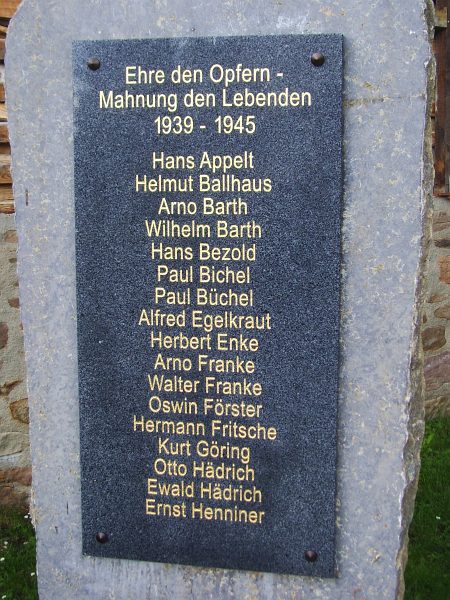 Ehre den Opfern -
Mahnung den Lebenden
1939 - 1945
Hans Appelt
Helmut Ballhaus
Arno Barth
Wilhelm Barth
Hans Bezold
Paul Bichel
Paul Büchel
Alfred Egelkraut
Herbert Enke
Arno Franke
Walter Franke
Oswin Förster
Hermann Fritsche
Kurt Göring
Otto Hädrich
Ewald Hädrich
Ernst Henniner